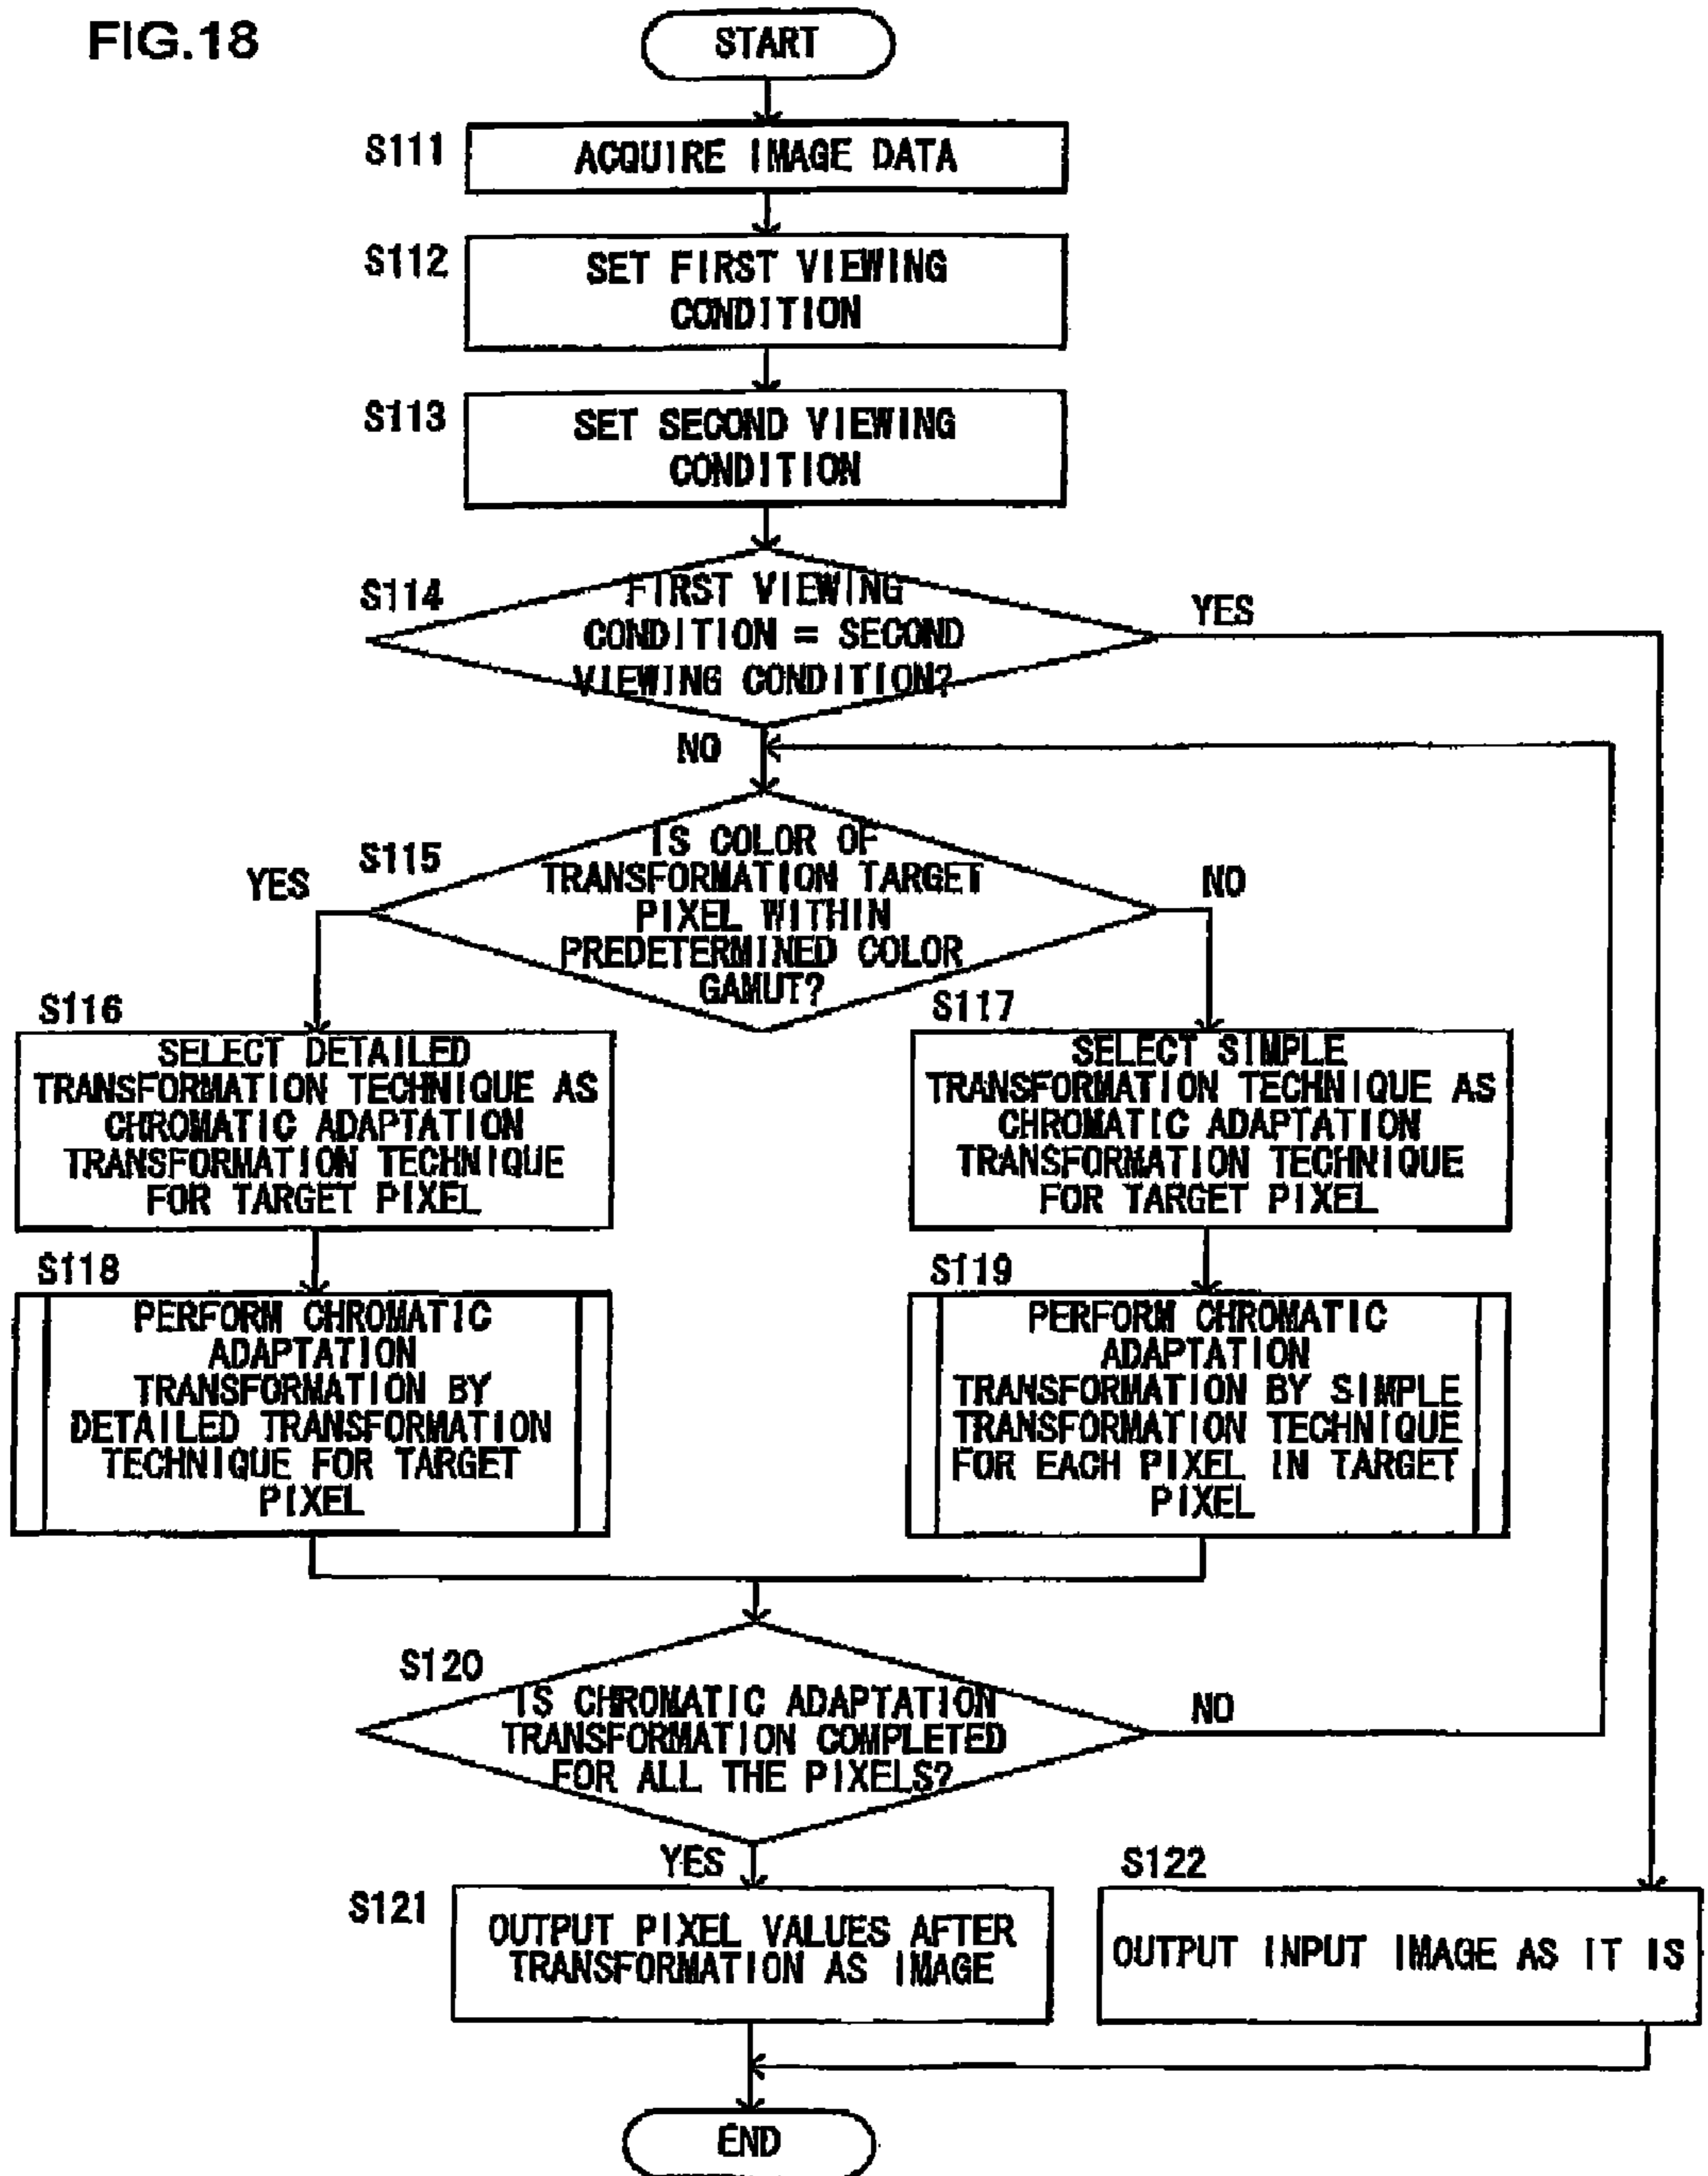 FIG.18
START
S111
ACQUIRE IMAGE DATA
S112
SET FIRST VIEWING
CONDITION
S113
SET SECOND VIEWING
CONDITION
S114
FIRST VIEWING
CONDITION = SECOND
VIEWING CONDITION?
YES
NO
S115
IS COLOR OF
TRANSFORMATION TARGET
PIXEL WITHIN
PREDETERMINED COLOR
GAMUT?
YES
NO
S116
SELECT DETAILED
TRANSFORMATION TECHNIQUE AS
CHROMATIC ADAPTATION
TRANSFORMATION TECHNIQUE
FOR TARGET PIXEL
S117
SELECT SIMPLE
TRANSFORMATION TECHNIQUE AS
CHROMATIC ADAPTATION
TRANSFORMATION TECHNIQUE
FOR TARGET PIXEL
S118
PERFORM CHROMATIC
ADAPTATION
TRANSFORMATION BY
DETAILED TRANSFORMATION
TECHNIQUE FOR TARGET
PIXEL
S119
PERFORM CHROMATIC
ADAPTATION
TRANSFORMATION BY SIMPLE
TRANSFORMATION TECHNIQUE
FOR EACH PIXEL IN TARGET
PIXEL
S120
IS CHROMATIC ADAPTATION
TRANSFORMATION COMPLETED
FOR ALL THE PIXELS?
NO
YES
S121
OUTPUT PIXEL VALUES AFTER
TRANSFORMATION AS IMAGE
S122
OUTPUT INPUT IMAGE AS IT IS
END